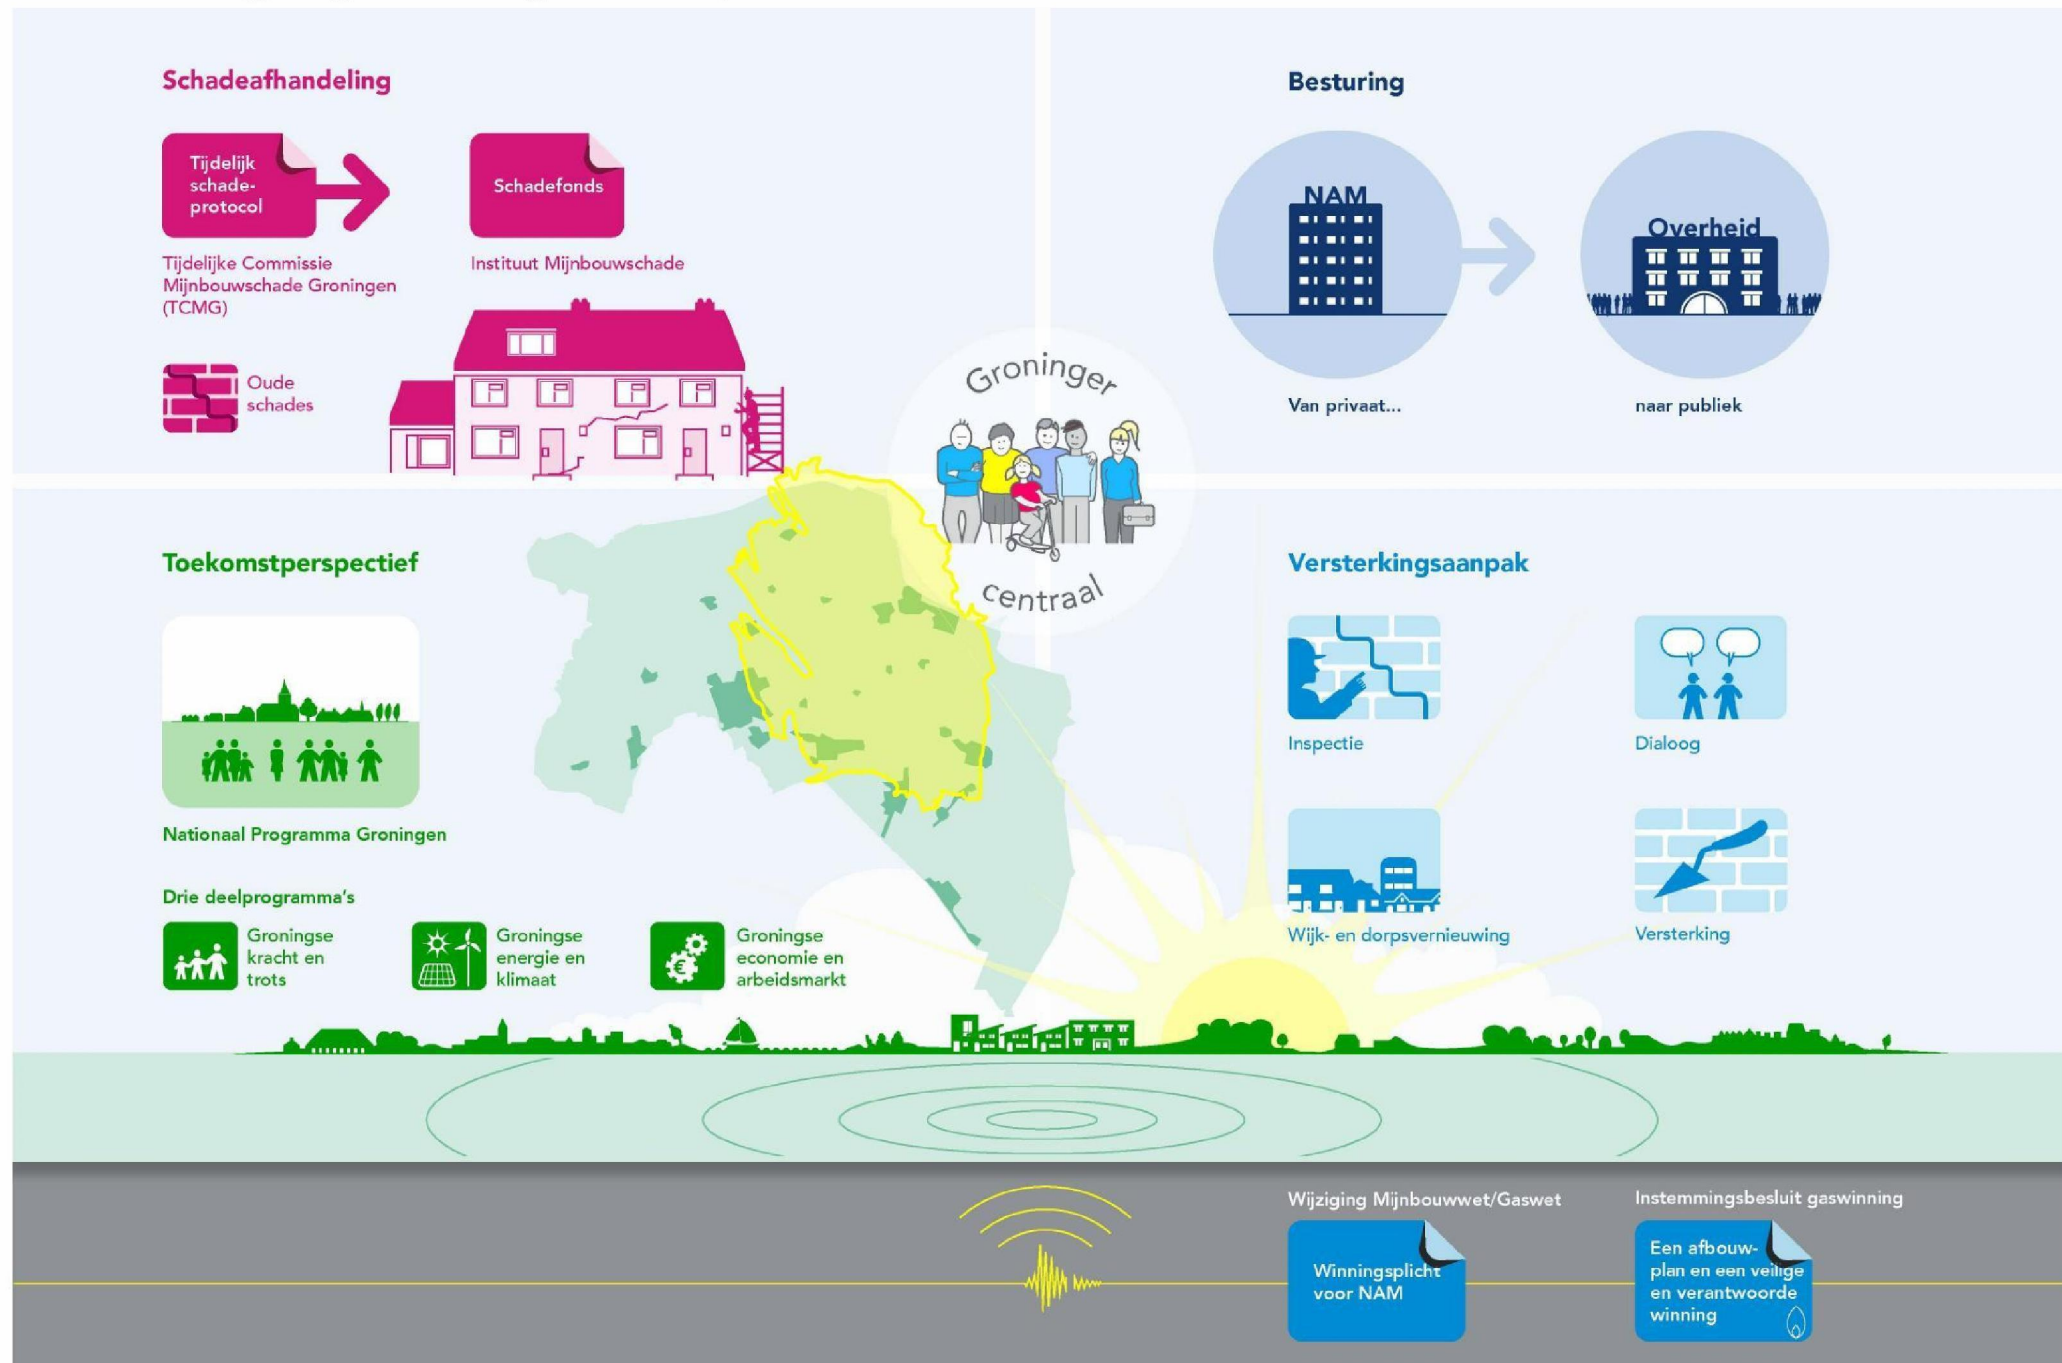 Schadeafhandeling
Tijdelijk
schade-
protocol
Schadefonds
Tijdelijke Commissie
Mijnbouwschade Groningen
(TCMG)
Instituut Mijnbouwschade
Oude
schades
Besturing
NAM
Overheid
Van privaat...
naar publiek
Groninger
centraal
Toekomstperspectief
Nationaal Programma Groningen
Drie deelprogramma's
Groningse
kracht en
trots
Groningse
energie en
klimaat
Groningse
economie en
arbeidsmarkt
Versterkingsaanpak
Inspectie
Dialoog
Wijk- en dorpsvernieuwing
Versterking
Wijziging Mijnbouwwet/Gaswet
Winningsplicht
voor NAM
Instemmingsbesluit gaswinning
Een afbouw-
plan en een veilige
en verantwoorde
winning